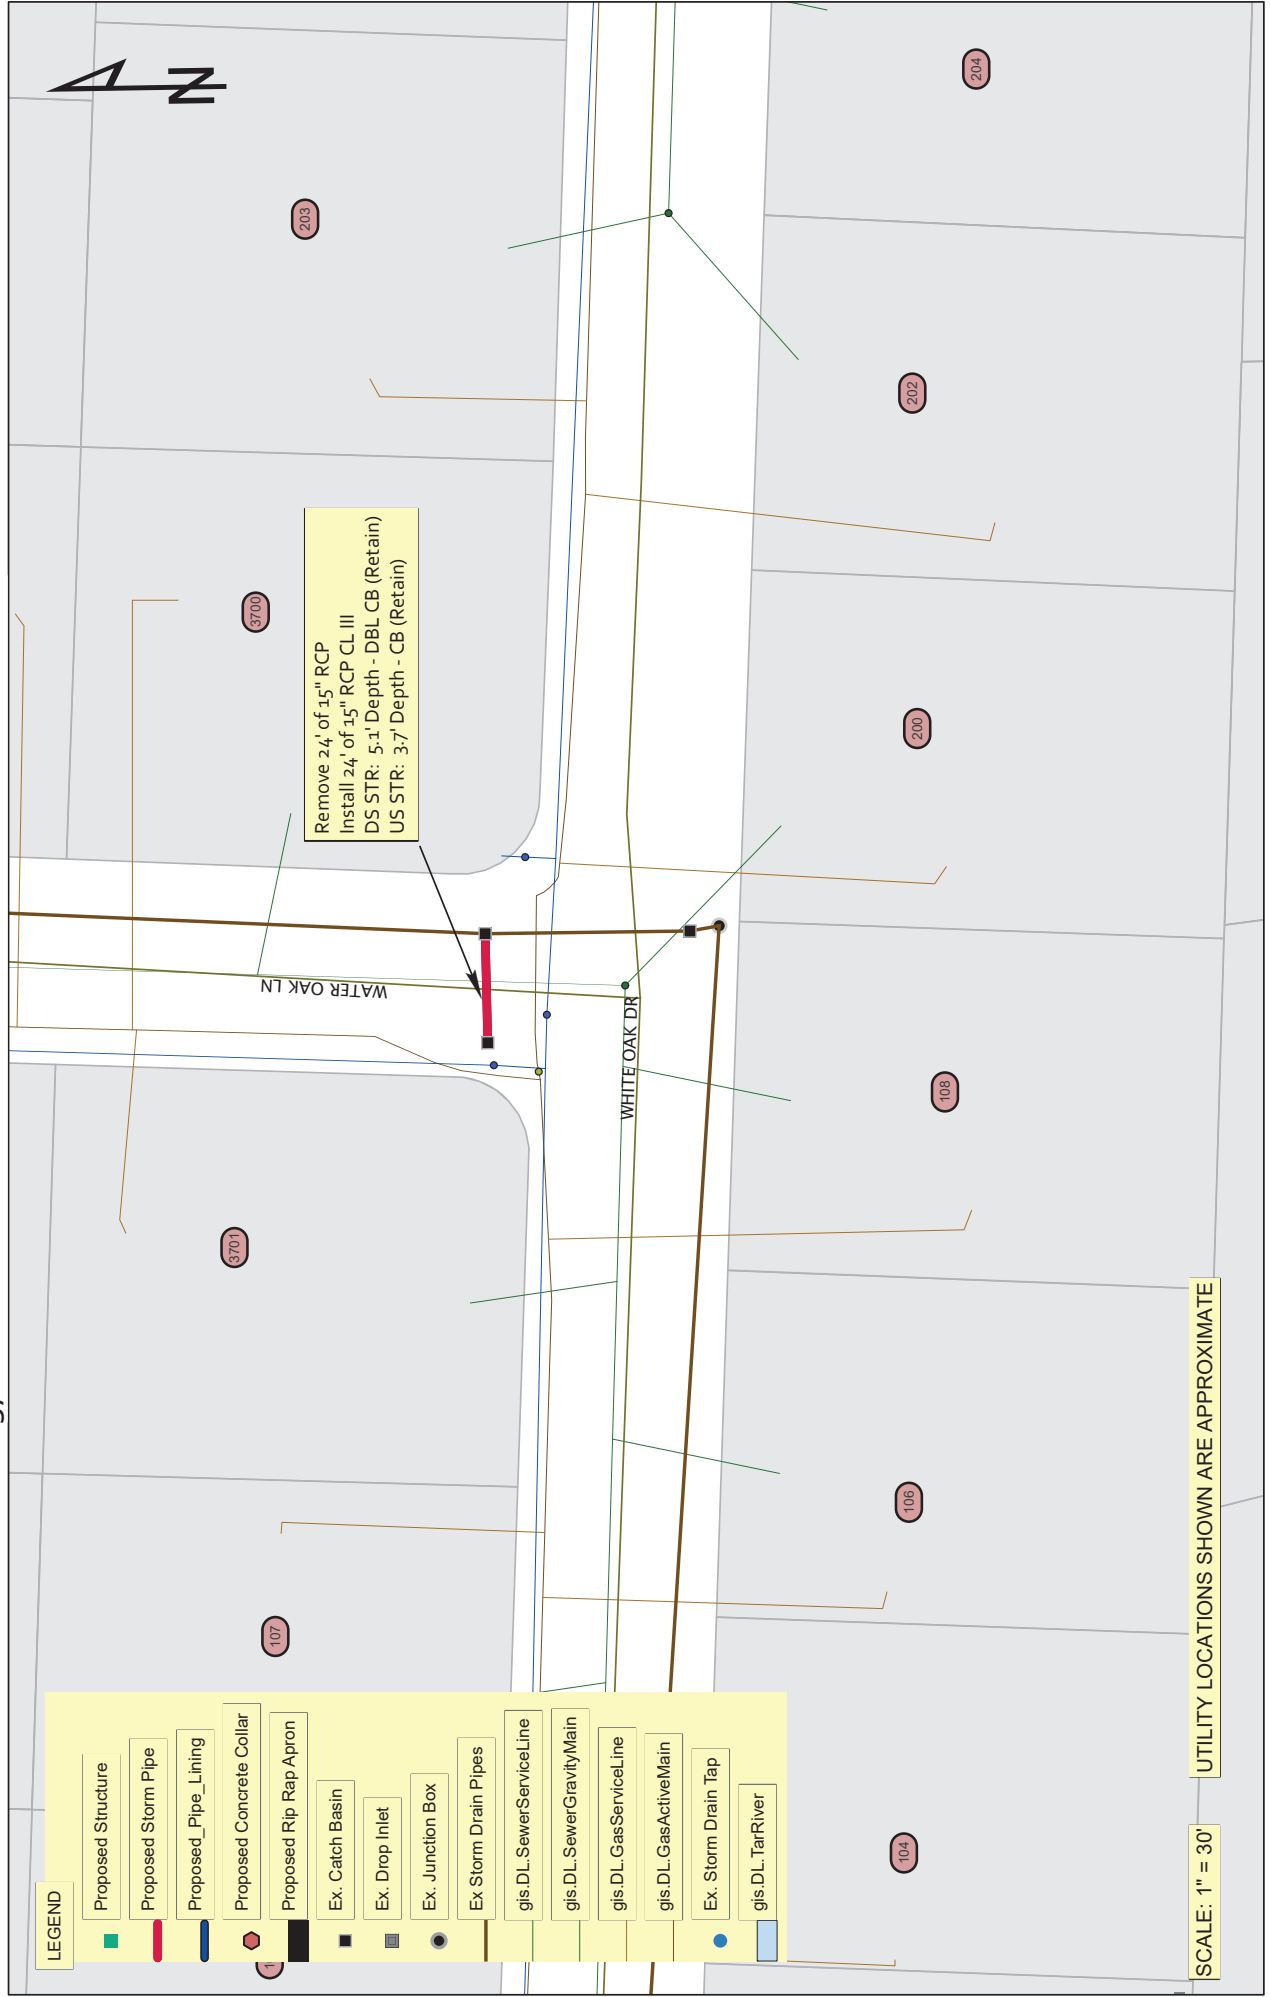 N
203
204
202
3700
Remove 24' of 15" RCP
Install 24' of 15" RCP CL III
DS STR: 5.1' Depth - DBL CB (Retain)
US STR: 3.7' Depth - CB (Retain)
200
WATER OAK LN
WHITE OAK DR
3701
108
107
106
104
LEGEND
Proposed Structure
Proposed Storm Pipe
Proposed_Pipe_Lining
Proposed Concrete Collar
Proposed Rip Rap Apron
Ex. Catch Basin
Ex. Drop Inlet
Ex. Junction Box
Ex Storm Drain Pipes
gis.DL.SewerServiceLine
gis.DL.SewerGravityMain
gis.DL.GasServiceLine
gis.DL.GasActiveMain
Ex. Storm Drain Tap
gis.DL.TarRiver
SCALE: 1" = 30'
UTILITY LOCATIONS SHOWN ARE APPROXIMATE